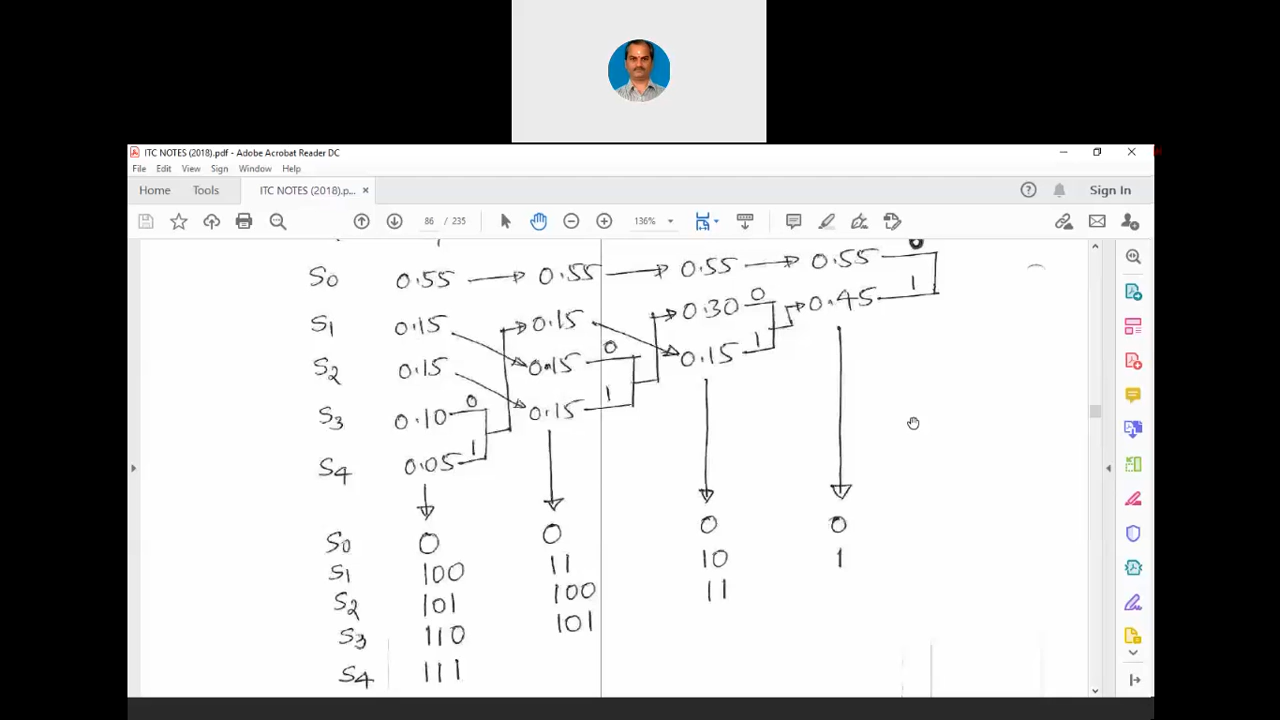 ITC NOTES (2018).pdf - Adobe Acrobat Reader DC
File Edit View Sign Window Help
Home Tools ITC NOTES (2018).p... × Sign In
86 / 235 136%
0
S0 0.55 → 0.55 → 0.55 → 0.55
1
S1 0.15 0.15 0.30 0 0.45
S2 0.15 0.15 0 0.15 1
S3 0.10 0 0.15 1
S4 0.05 1
S0 0 0 0 0
S1 100 11 10 1
S2 101 100 11
S3 110 101
S4 111